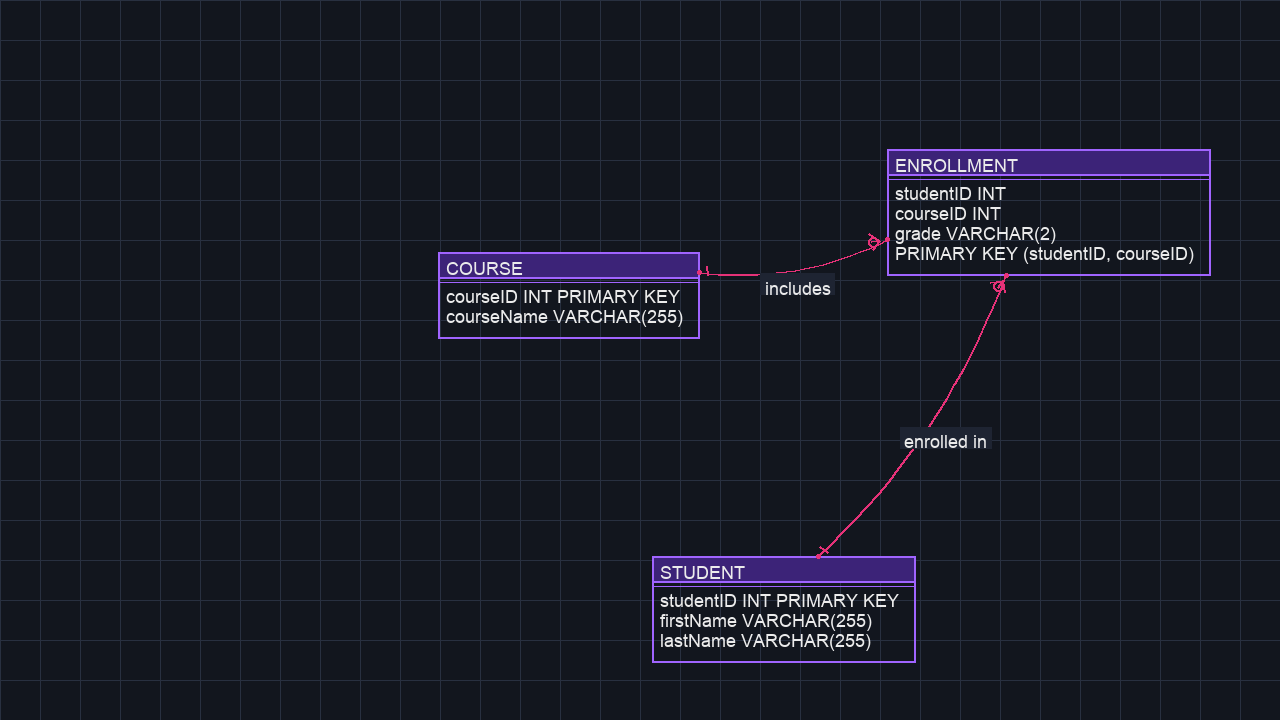 ENROLLMENT
studentID INT
courseID INT
grade VARCHAR(2)
PRIMARY KEY (studentID, courseID)
COURSE
courseID INT PRIMARY KEY
courseName VARCHAR(255)
includes
enrolled in
STUDENT
studentID INT PRIMARY KEY
firstName VARCHAR(255)
lastName VARCHAR(255)